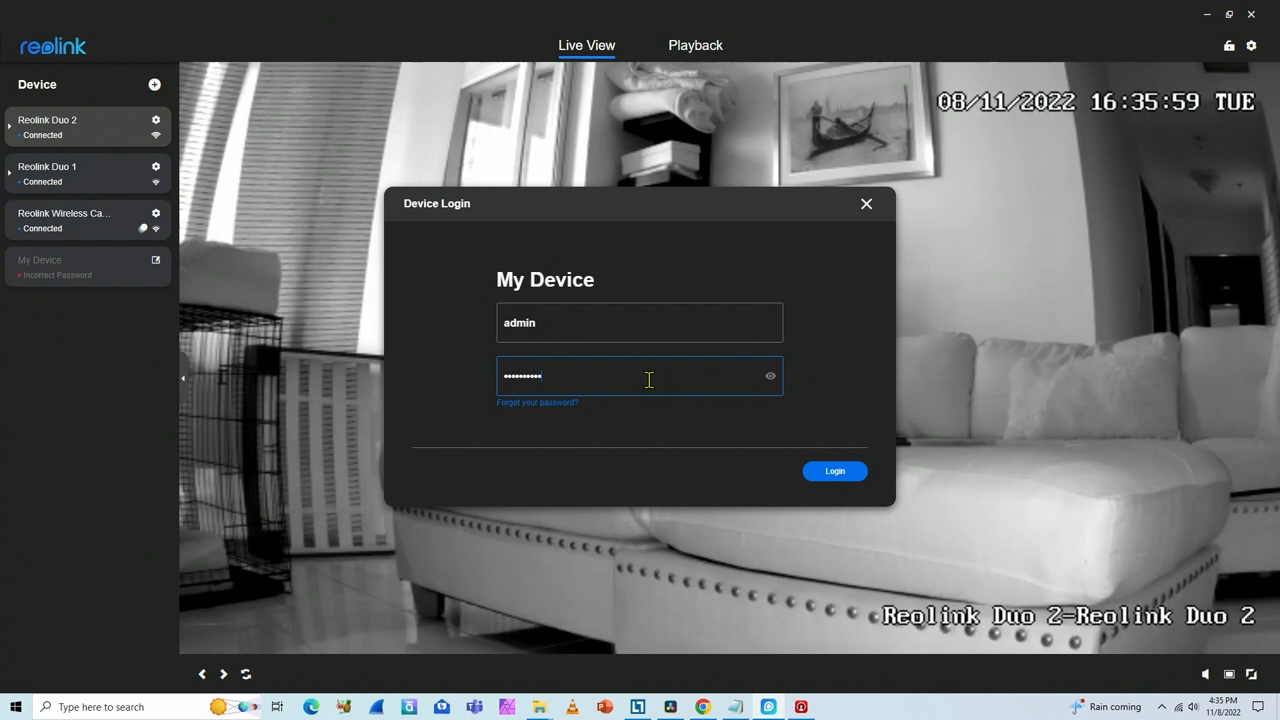 reolink
Live View
Playback
Device
Reolink Duo 2
Connected
Reolink Duo 1
Connected
Reolink Wireless Ca...
Connected
My Device
Incorrect Password
08/11/2022 16:35:59 TUE
Device Login
My Device
admin
••••••••••
Forgot your password?
Login
Reolink Duo 2-Reolink Duo 2
Type here to search
Rain coming
4:35 PM
11/8/2022